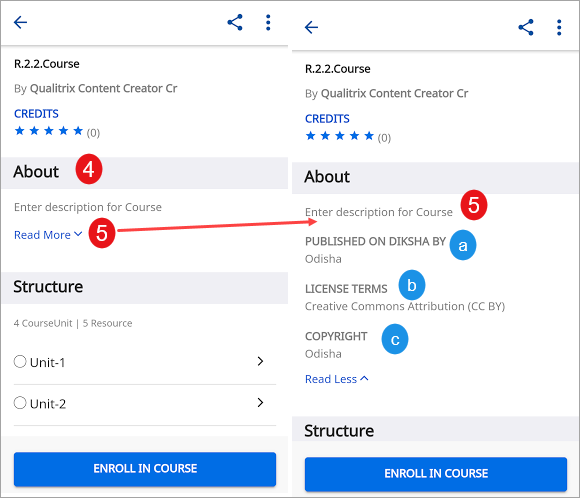 R.2.2.Course
By Qualitrix Content Creator Cr
CREDITS
(0)
About 4
Enter description for Course
Read More 5
Structure
4 CourseUnit | 5 Resource
Unit-1
Unit-2
ENROLL IN COURSE
R.2.2.Course
By Qualitrix Content Creator Cr
CREDITS
(0)
About
Enter description for Course 5
PUBLISHED ON DIKSHA BY a
Odisha
LICENSE TERMS b
Creative Commons Attribution (CC BY)
COPYRIGHT c
Odisha
Read Less
Structure
ENROLL IN COURSE